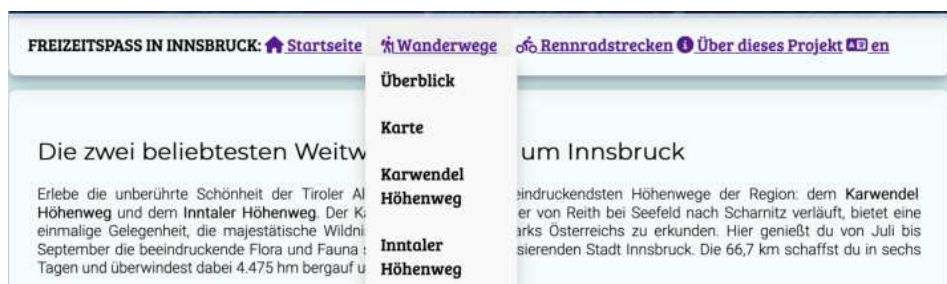 FREIZEITSPASS IN INNSBRUCK: Startseite Wanderwege Rennradstrecken Über dieses Projekt en
Überblick
Karte
Karwendel
Höhenweg
Inntaler
Höhenweg
Die zwei beliebtesten Weitw um Innsbruck
Erlebe die unberührte Schönheit der Tiroler Al eindruckendsten Höhenwege der Region: dem Karwendel
Höhenweg und dem Inntaler Höhenweg. Der Ka er von Reith bei Seefeld nach Scharnitz verläuft, bietet eine
einmalige Gelegenheit, die majestätische Wildni arks Österreichs zu erkunden. Hier genießt du von Juli bis
September die beeindruckende Flora und Fauna sierenden Stadt Innsbruck. Die 66,7 km schaffst du in sechs
Tagen und überwindest dabei 4.475 hm bergauf u